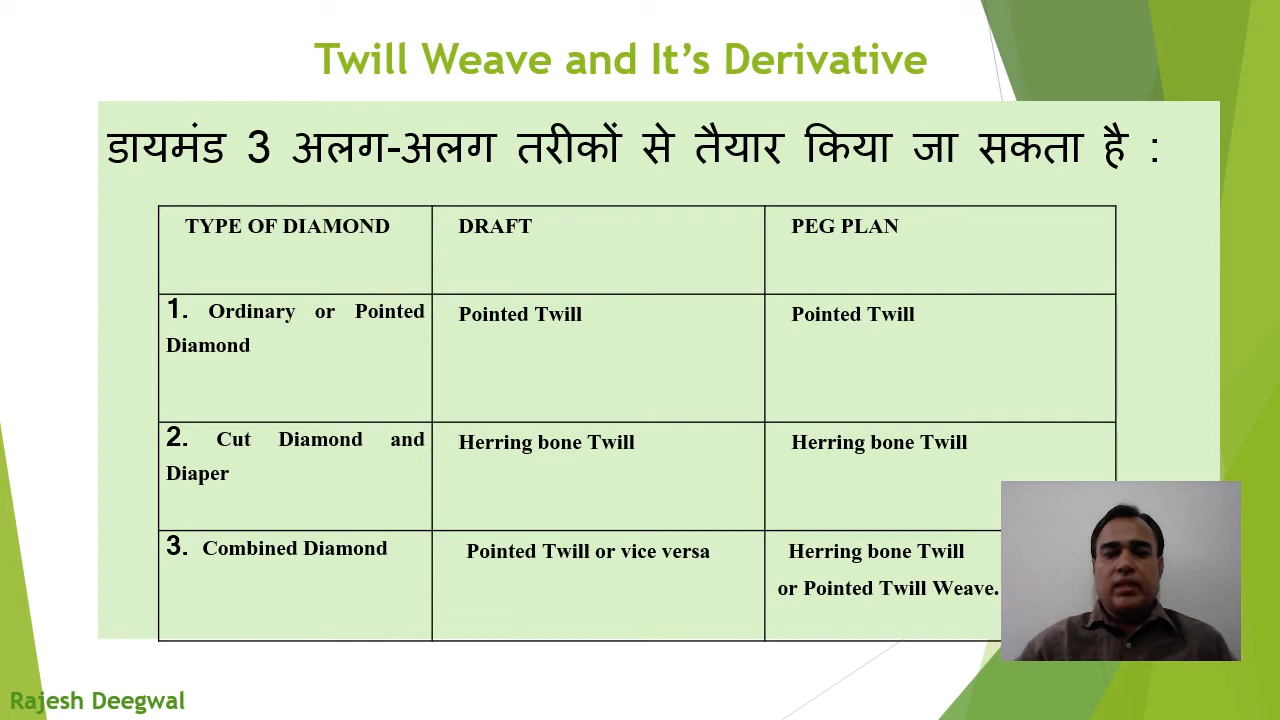 Twill Weave and It's Derivative
डायमंड 3 अलग-अलग तरीकों से तैयार किया जा सकता है :
TYPE OF DIAMOND DRAFT PEG PLAN
1. Ordinary or Pointed
Diamond
Pointed Twill
Pointed Twill
2. Cut Diamond and
Diaper
Herring bone Twill
Herring bone Twill
3. Combined Diamond
Pointed Twill or vice versa
Herring bone Twill
or Pointed Twill Weave.
Rajesh Deegwal